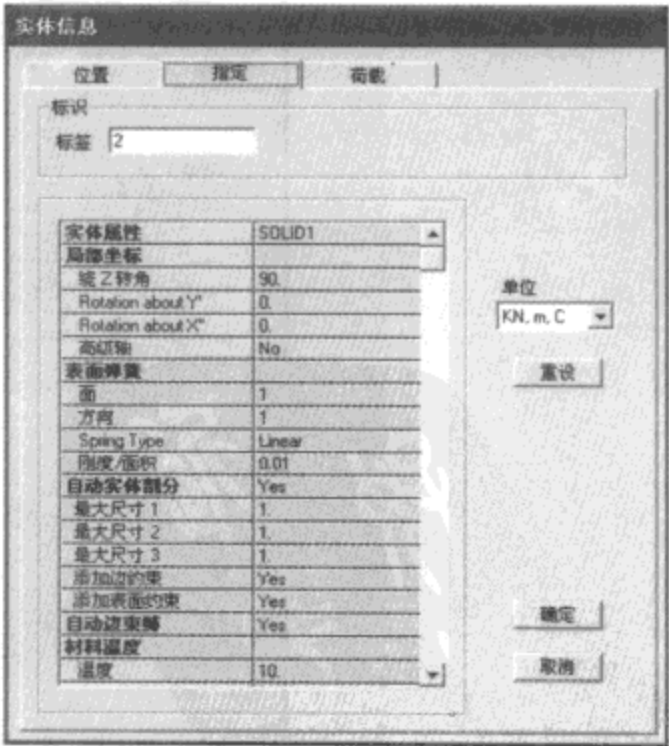 实体信息
位置 指定 荷载
标识
标签 2
实体属性 SOLID1
局部坐标
绕 Z 转角 90.
Rotation about Y' 0.
Rotation about X'' 0.
高级轴 No
表面弹簧
面 1
方向 1
Spring Type Linear
刚度/面积 0.01
自动实体剖分 Yes
最大尺寸 1 1.
最大尺寸 2 1.
最大尺寸 3 1.
添加边约束 Yes
添加表面约束 Yes
自动边束缚 Yes
材料温度
温度 10.
单位
KN, m, C
重设
确定
取消